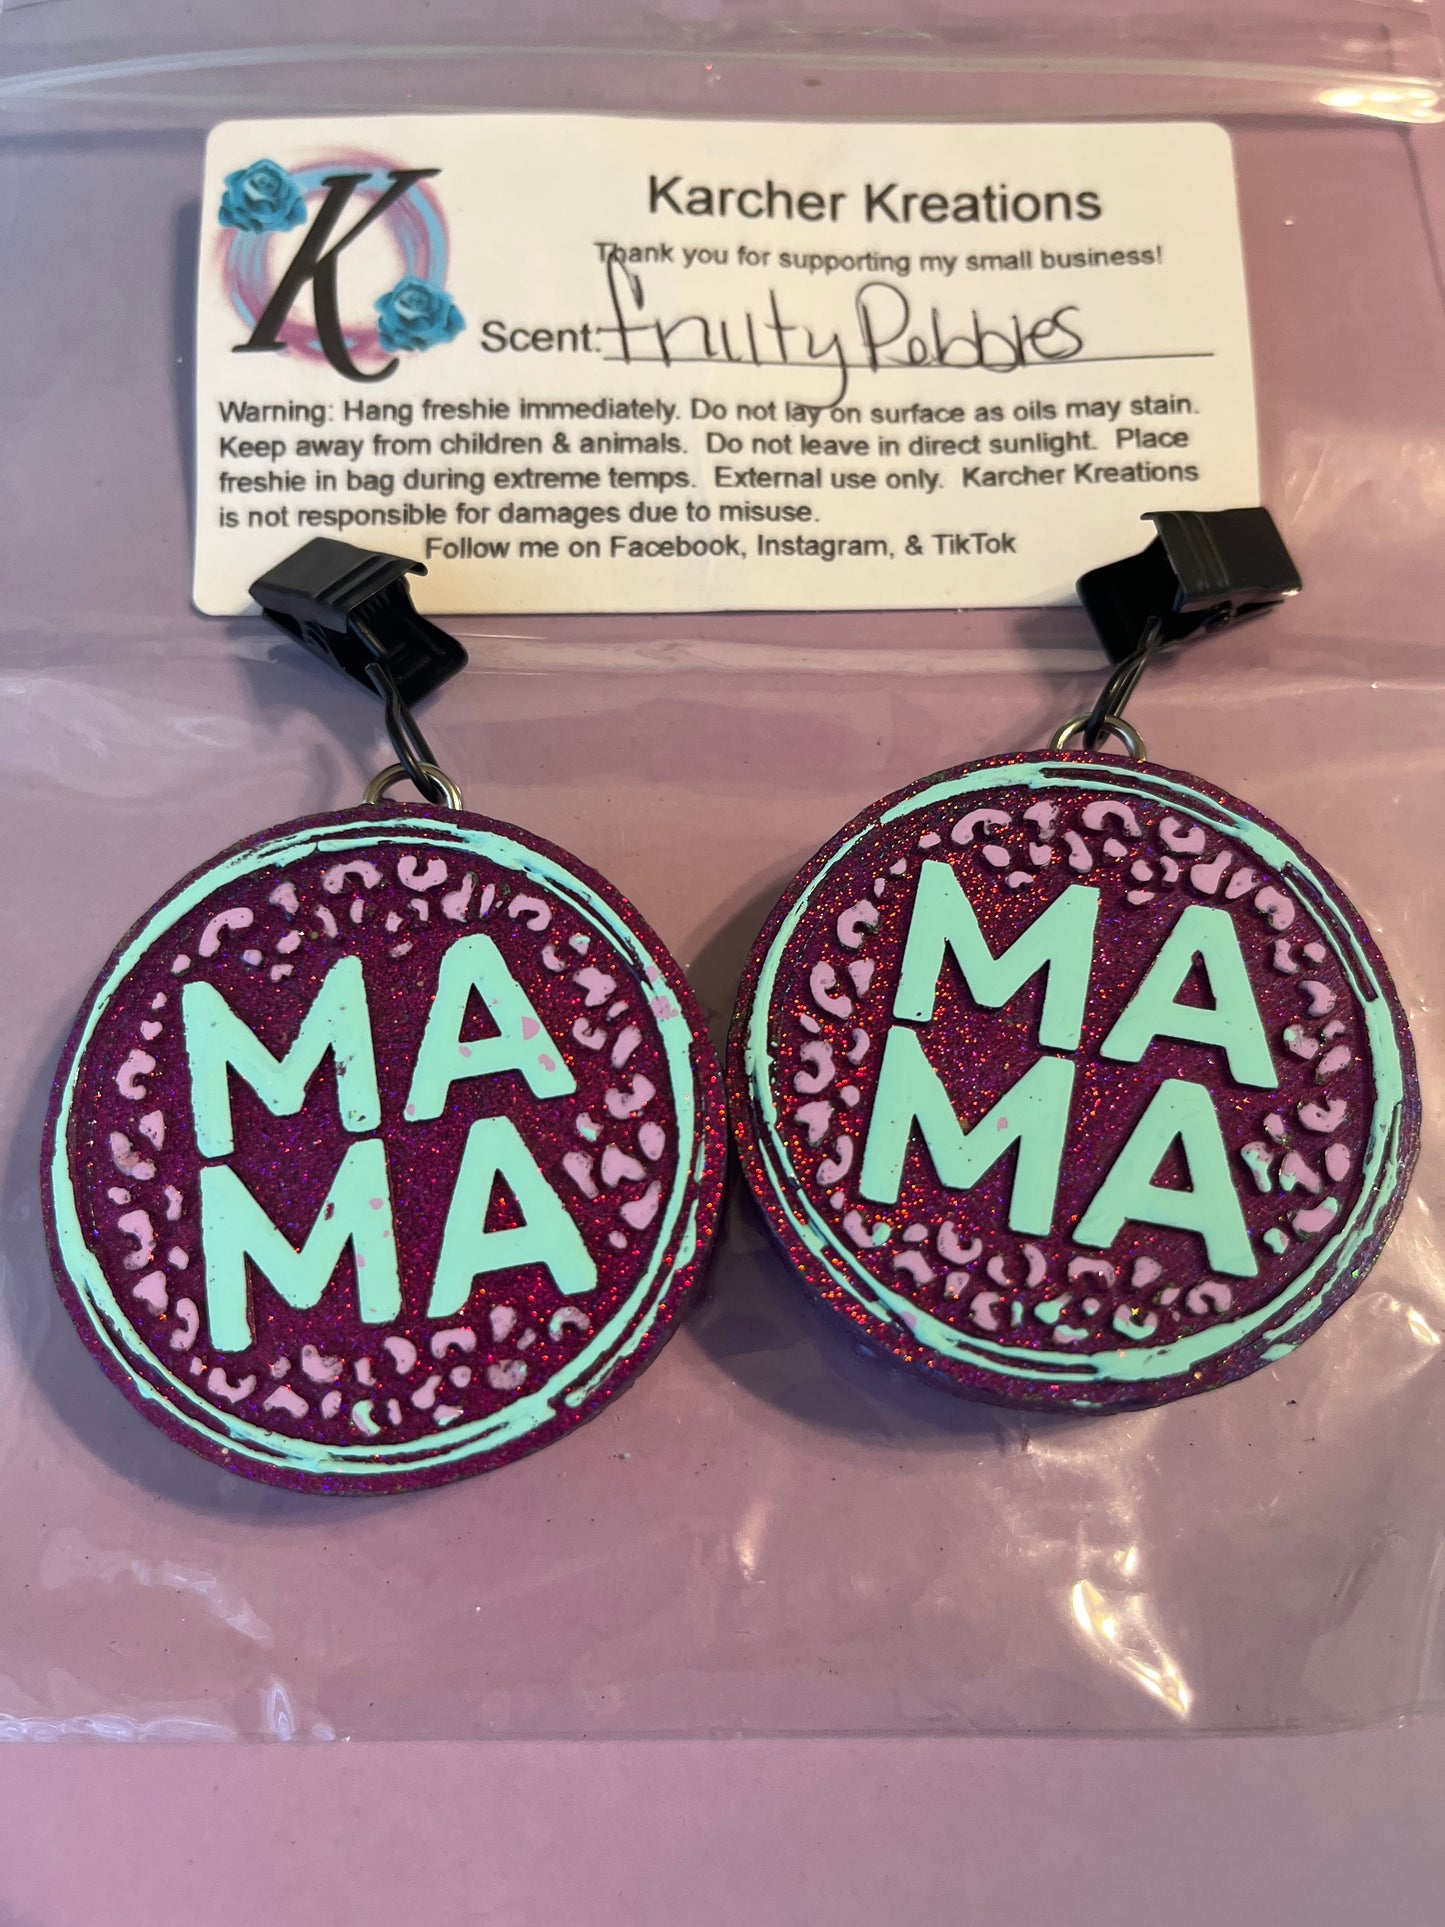 K
Karcher Kreations
Thank you for supporting my small business!
Scent: fruity Pebbles
Warning: Hang freshie immediately. Do not lay on surface as oils may stain.
Keep away from children & animals. Do not leave in direct sunlight. Place
freshie in bag during extreme temps. External use only. Karcher Kreations
is not responsible for damages due to misuse.
Follow me on Facebook, Instagram, & TikTok
MA
MA
MA
MA